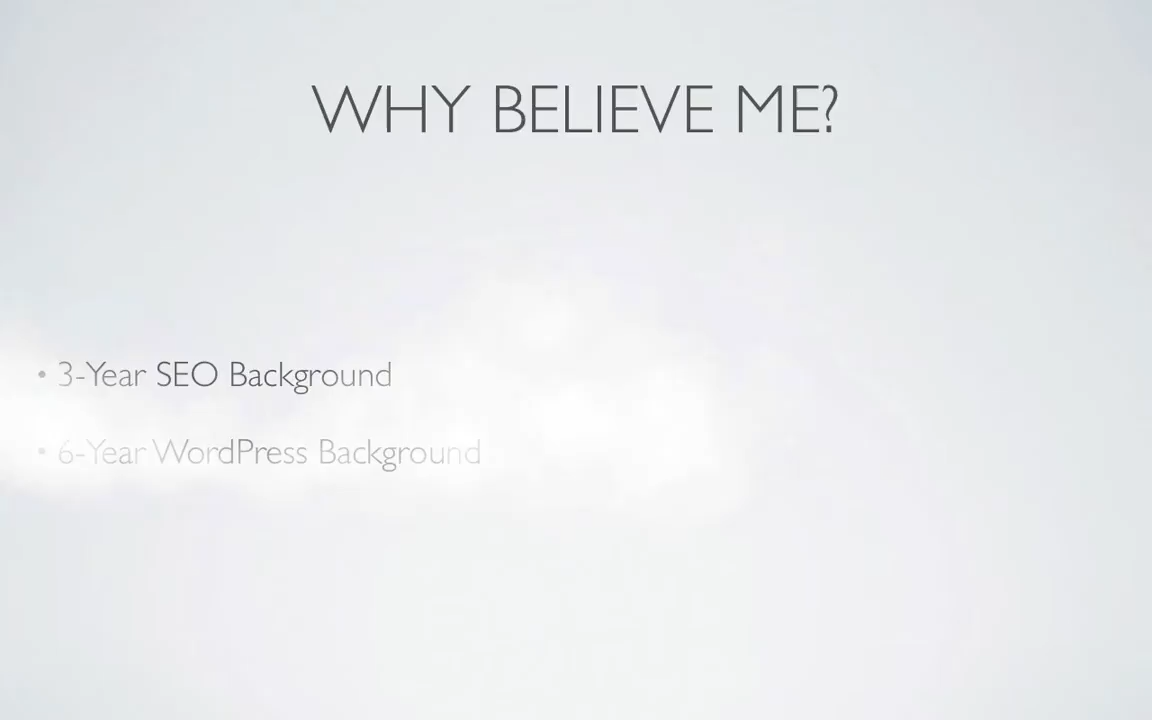 WHY BELIEVE ME?
• 3-Year SEO Background
• 6-Year WordPress Background